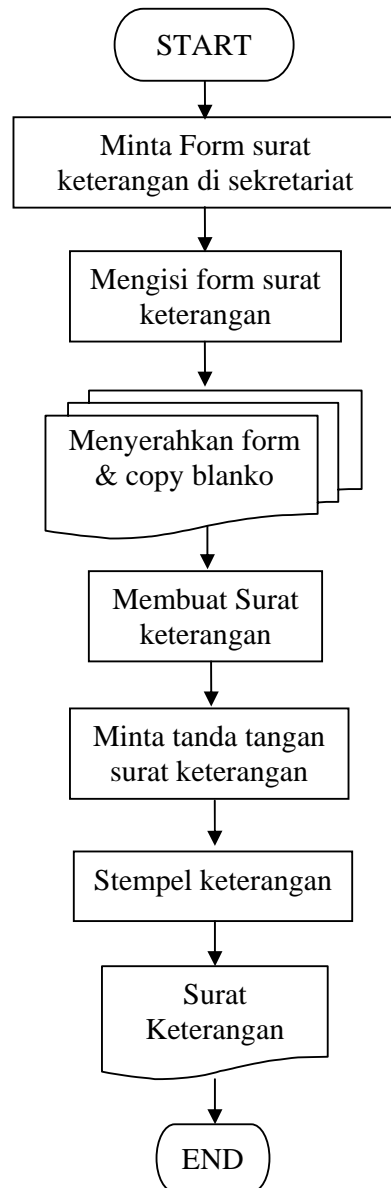 START
Minta Form surat
keterangan di sekretariat
Mengisi form surat
keterangan
Menyerahkan form
& copy blanko
Membuat Surat
keterangan
Minta tanda tangan
surat keterangan
Stempel keterangan
Surat
Keterangan
END